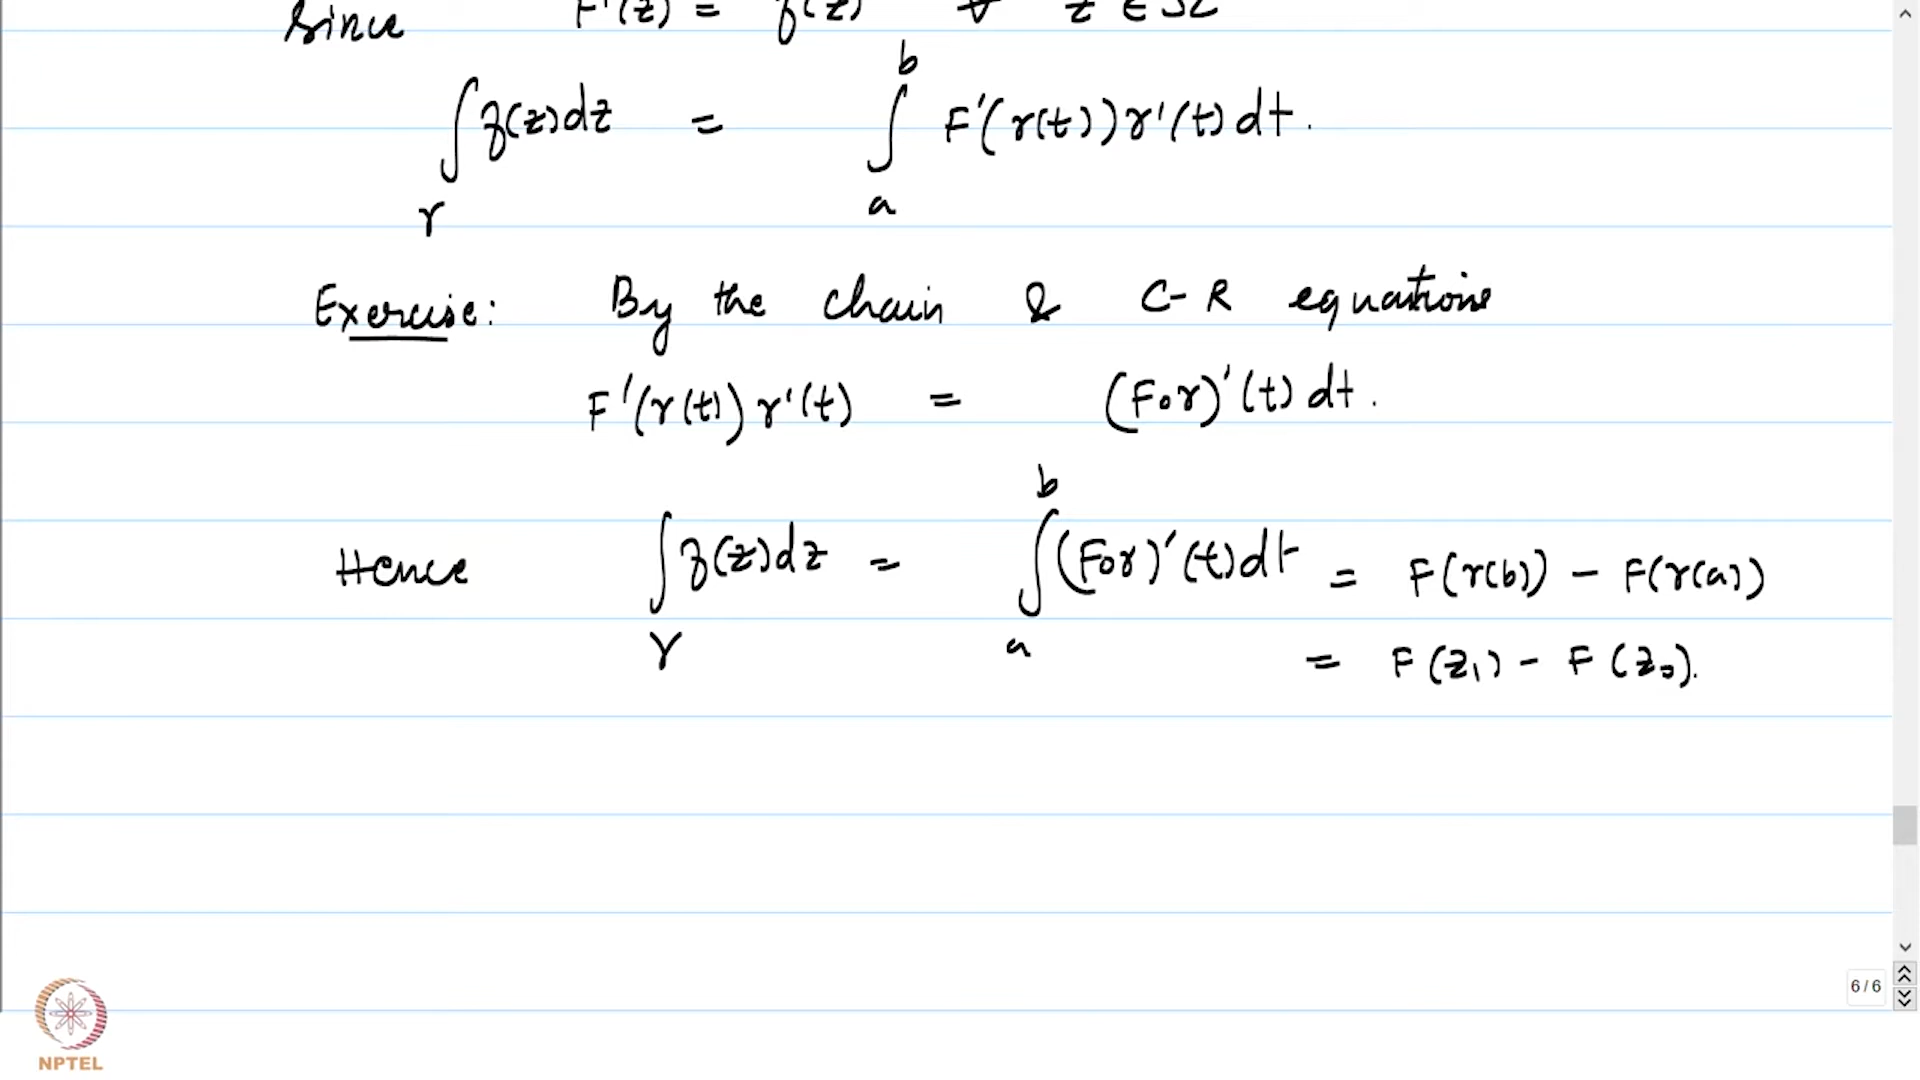 Since F'(z) = f(z) ∀ z ∈ Ω
∫_γ f(z)dz = ∫_a^b F'(γ(t))γ'(t)dt.
Exercise: By the chain & C-R equations
F'(γ(t))γ'(t) = (F∘γ)'(t)dt.
Hence ∫_γ f(z)dz = ∫_a^b (F∘γ)'(t)dt = F(γ(b)) - F(γ(a))
= F(z₁) - F(z₀).
6 / 6
NPTEL